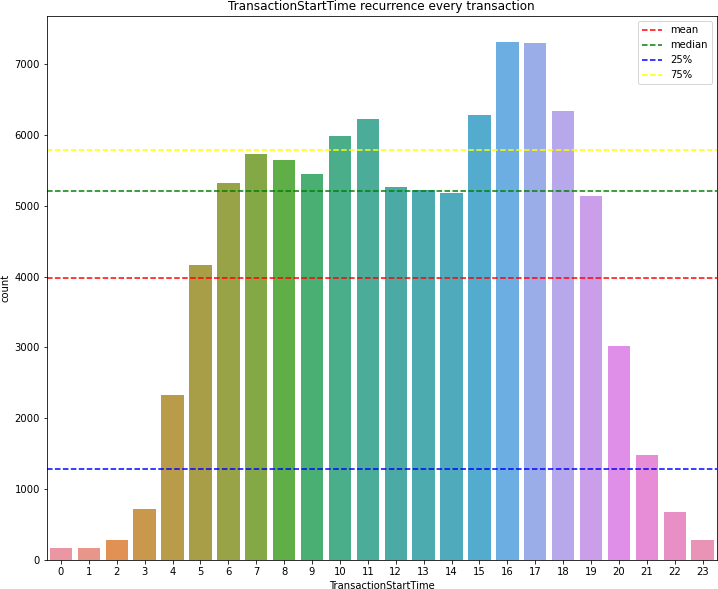 TransactionStartTime recurrence every transaction
mean
median
25%
75%
7000
6000
5000
4000
3000
2000
1000
0
count
0 1 2 3 4 5 6 7 8 9 10 11 12 13 14 15 16 17 18 19 20 21 22 23
TransactionStartTime